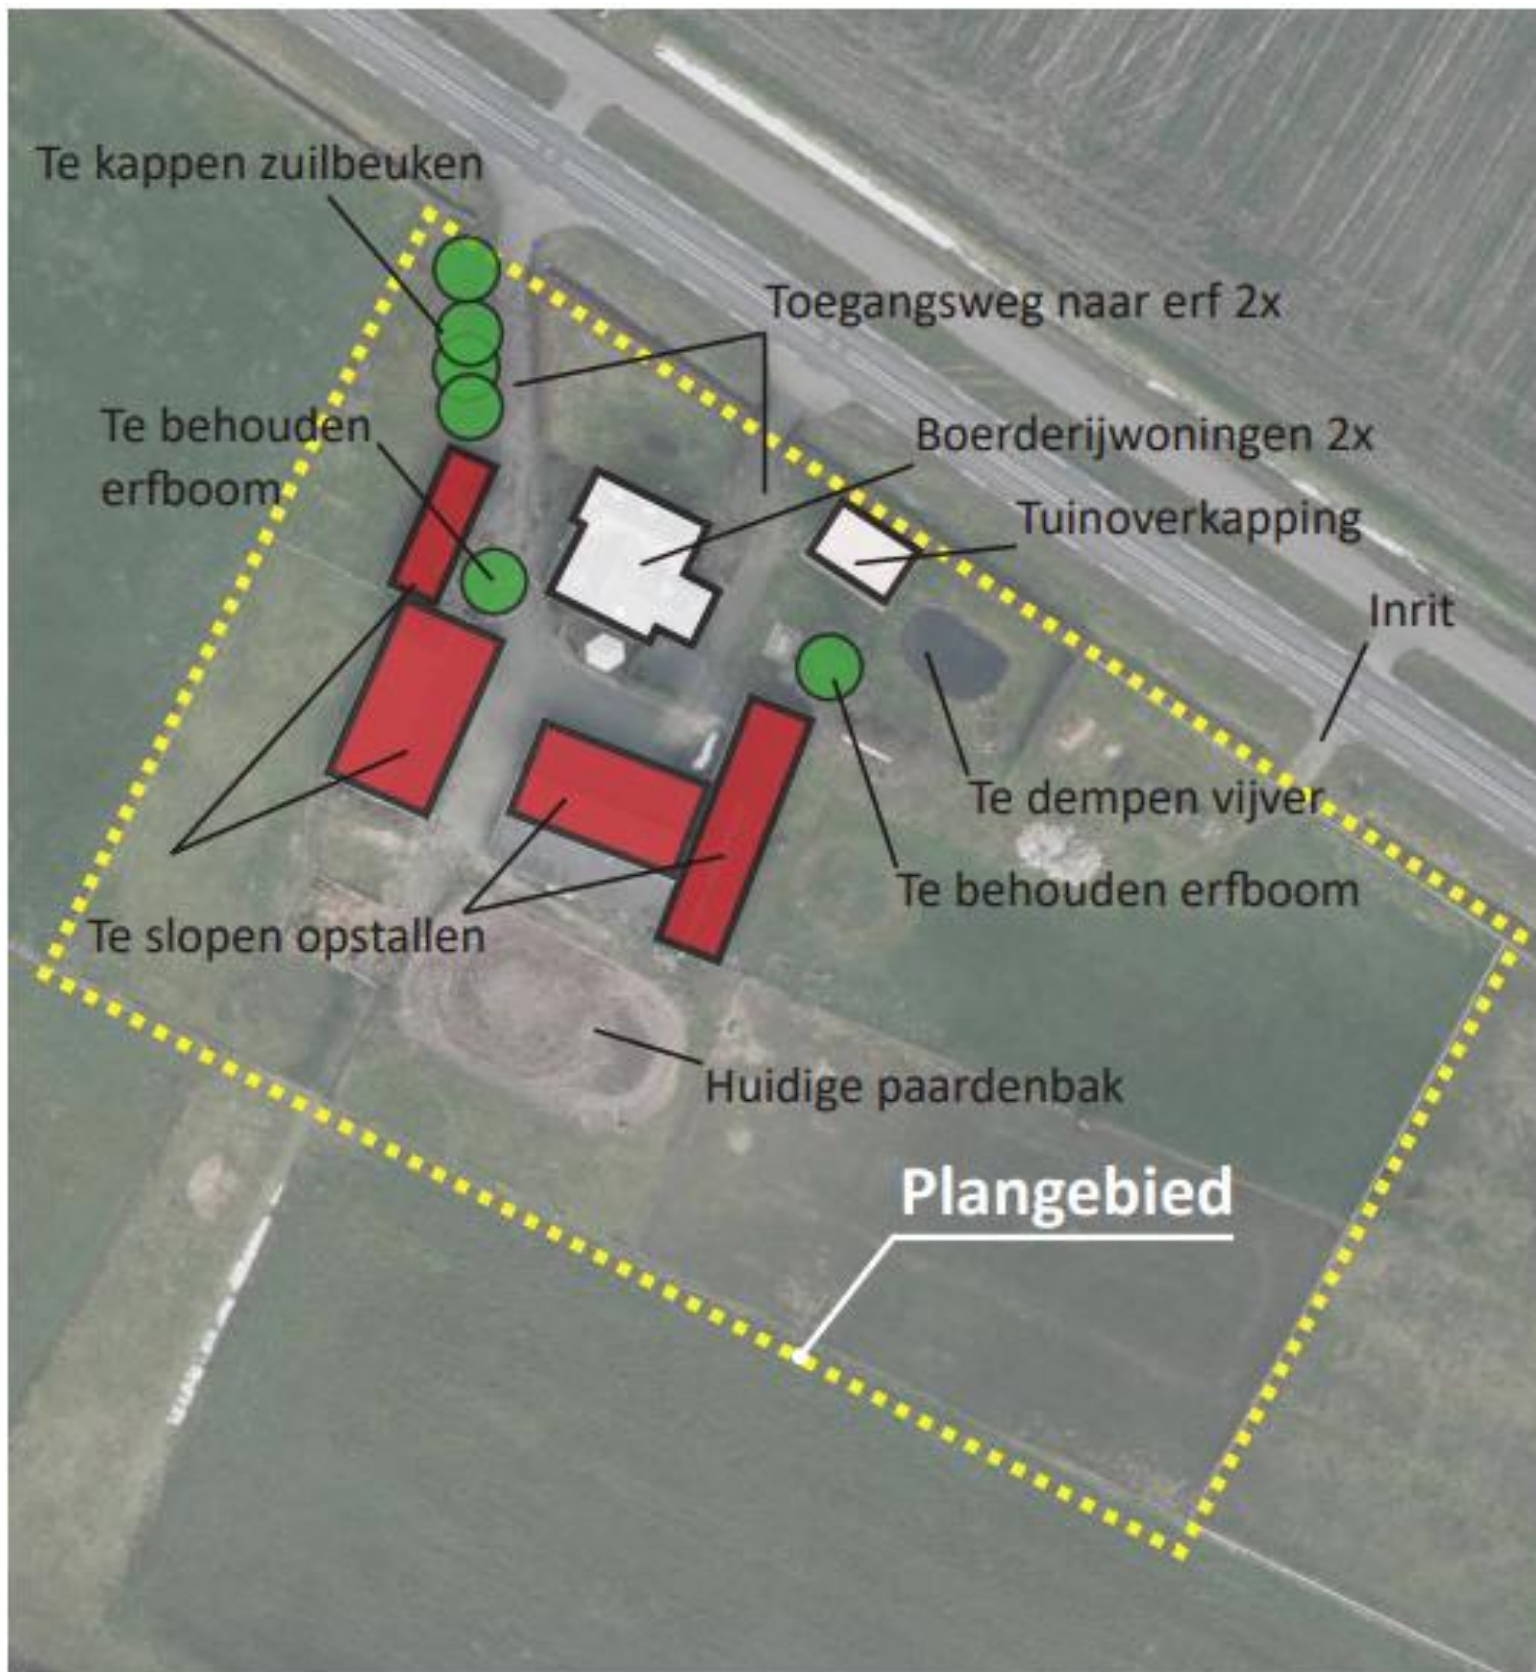 Te kappen zuilbeuken
Toegangsweg naar erf 2x
Te behouden
erfboom
Boerderijwoningen 2x
Tuinoverkapping
Inrit
Te dempen vijver
Te behouden erfboom
Te slopen opstallen
Huidige paardenbak
Plangebied